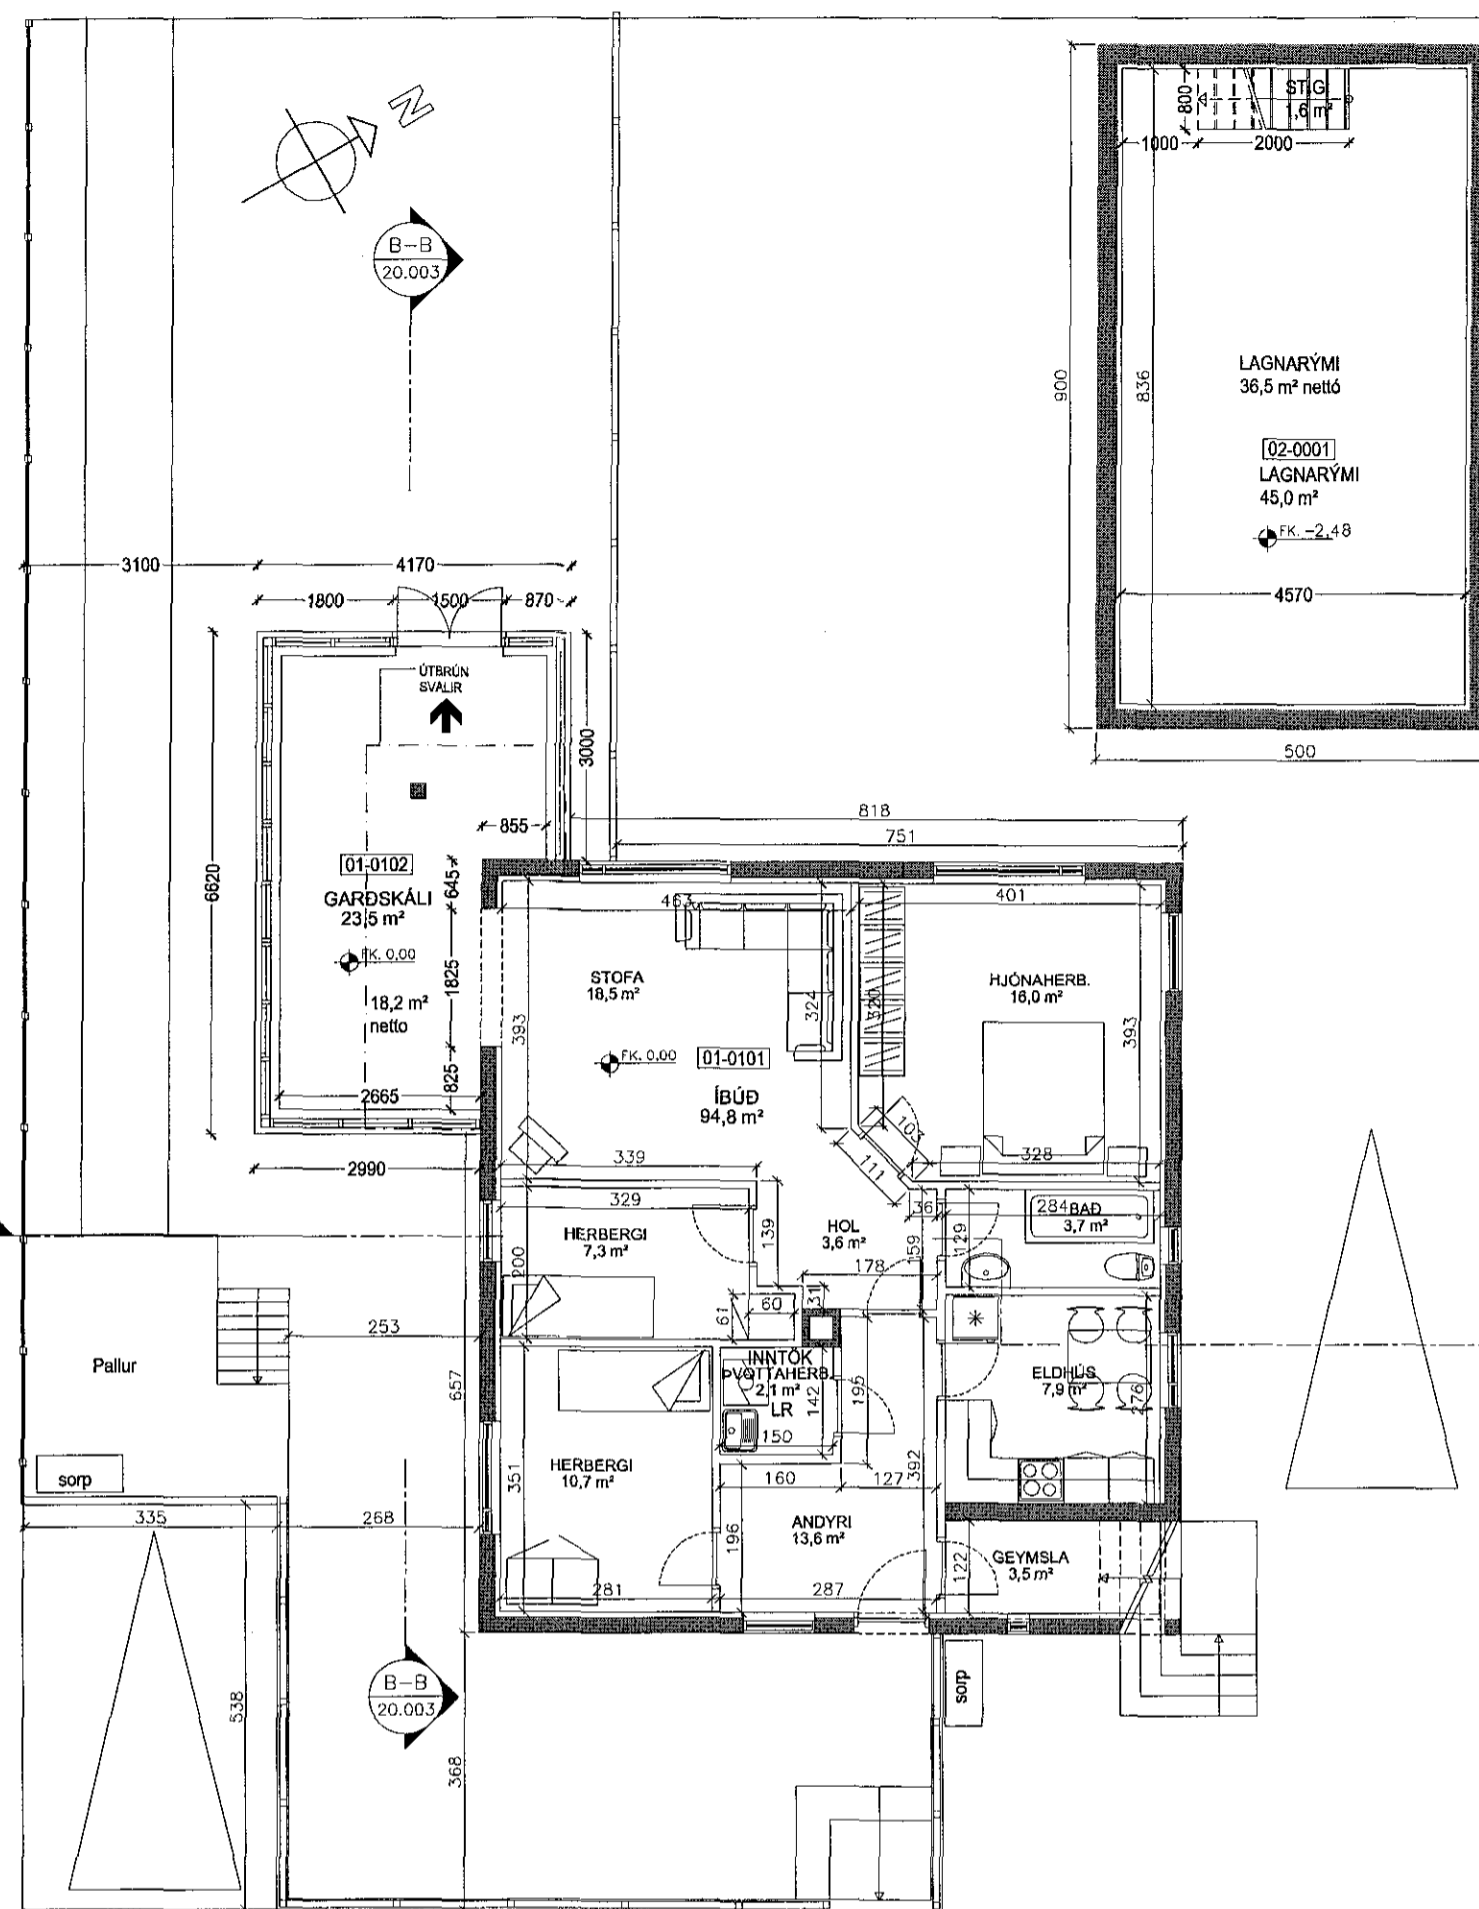 N
B-B
20.003
STIG.
1,6 m²
800
1000
2000
900
836
LAGNARÝMI
36,5 m² nettó
02-0001
LAGNARÝMI
45,0 m²
FK. -2,48
4570
500
3100
4170
1800
1500
870
ÚTBRÚN
SVALIR
3000
6620
855
01-0102
GARÐSKÁLI
23,5 m²
FK. 0,00
18,2 m²
netto
645
1825
825
2665
2990
818
751
463
401
STOFA
18,5 m²
393
324
320
HJÓNAHERB.
16,0 m²
393
FK. 0,00
01-0101
ÍBÚÐ
94,8 m²
103
111
328
339
329
HERBERGI
7,3 m²
200
139
HOL
3,6 m²
36
159
129
284
BAÐ
3,7 m²
178
31
60
61
253
657
Pallur
INNTÖK
ÞVOTTAHERB.
2,1 m²
LR
142
195
150
ELDHÚS
7,9 m²
276
sorp
HERBERGI
10,7 m²
351
160
127
392
335
268
196
ANDYRI
13,6 m²
122
GEYMSLA
3,5 m²
281
287
B-B
20.003
538
368
sorp